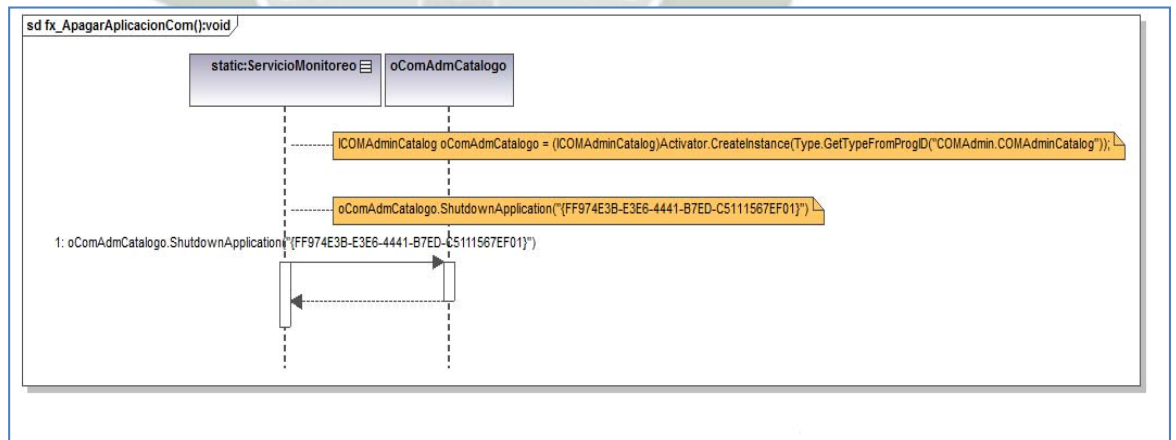 sd fx_ApagarAplicacionCom():void
static:ServicioMonitoreo
oComAdmCatalogo
ICOMAdminCatalog oComAdmCatalogo = (ICOMAdminCatalog)Activator.CreateInstance(Type.GetTypeFromProgID("COMAdmin.COMAdminCatalog"));
oComAdmCatalogo.ShutdownApplication("{FF974E3B-E3E6-4441-B7ED-C5111567EF01}")
1: oComAdmCatalogo.ShutdownApplication("{FF974E3B-E3E6-4441-B7ED-C5111567EF01}")